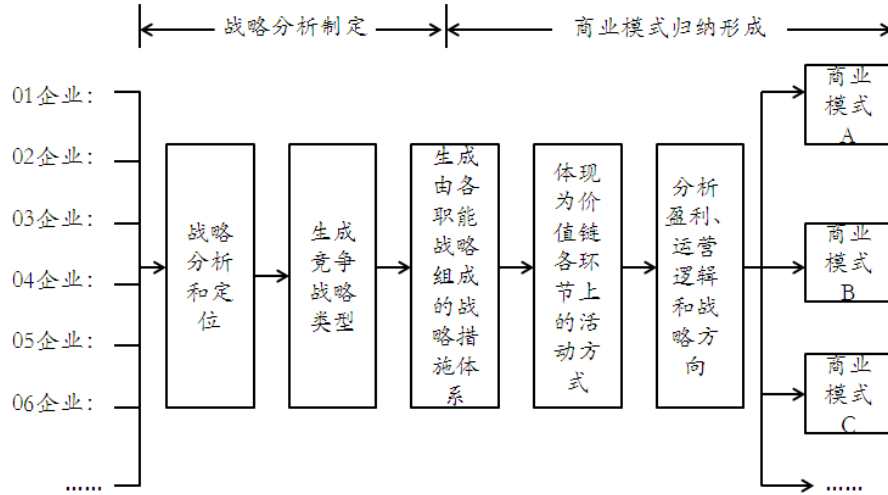 战略分析制定
商业模式归纳形成
01企业：
02企业：
03企业：
04企业：
05企业：
06企业：
……
战略
分析
和定
位
生成
竞争
战略
类型
生成
由各
职能
战略
组成
的战
略措
施体
系
体现
为价
值链
各环
节上
的活
动方
式
分析
盈利、
运营
逻辑
和战
略方
向
商业
模式
A
商业
模式
B
商业
模式
C
……